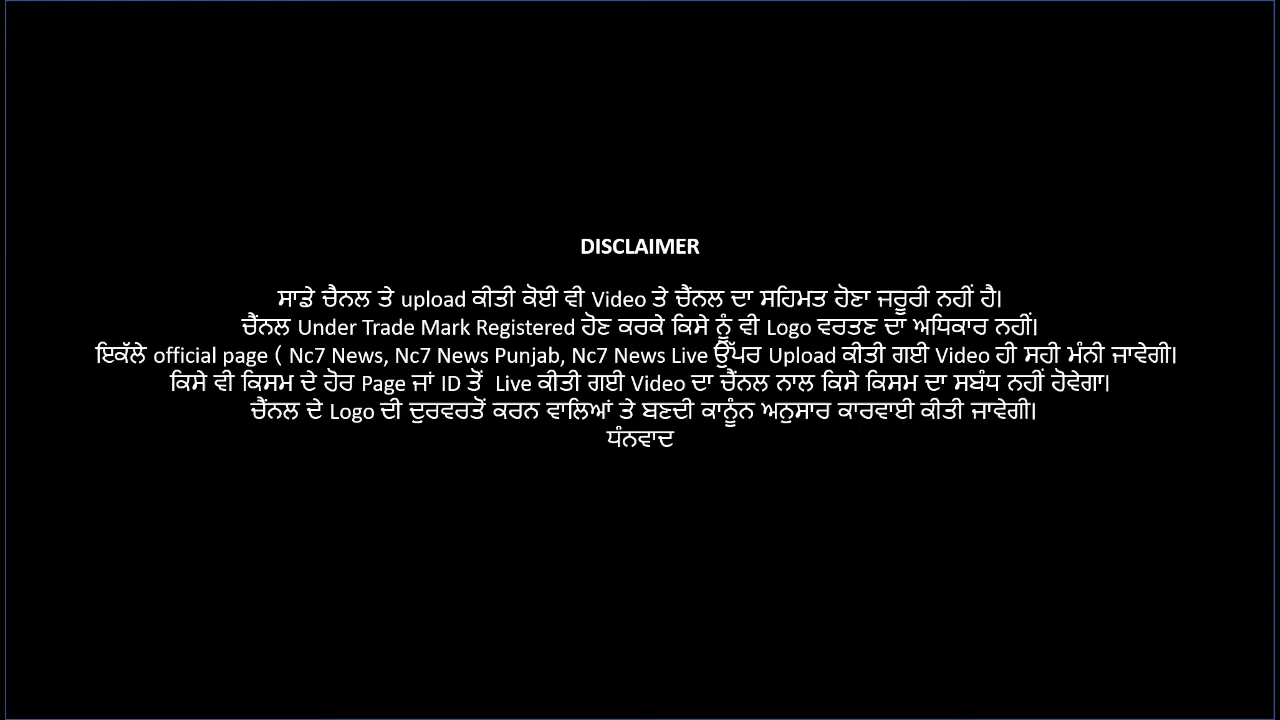 DISCLAIMER
ਸਾਡੇ ਚੈਨਲ ਤੇ upload ਕੀਤੀ ਕੋਈ ਵੀ Video ਤੇ ਚੈੱਨਲ ਦਾ ਸਹਿਮਤ ਹੋਣਾ ਜਰੂਰੀ ਨਹੀਂ ਹੈ।
ਚੈੱਨਲ Under Trade Mark Registered ਹੋਣ ਕਰਕੇ ਕਿਸੇ ਨੂੰ ਵੀ Logo ਵਰਤਣ ਦਾ ਅਧਿਕਾਰ ਨਹੀਂ।
ਇਕੱਲੇ official page ( Nc7 News, Nc7 News Punjab, Nc7 News Live ਉੱਪਰ Upload ਕੀਤੀ ਗਈ Video ਹੀ ਸਹੀ ਮੰਨੀ ਜਾਵੇਗੀ।
ਕਿਸੇ ਵੀ ਕਿਸਮ ਦੇ ਹੋਰ Page ਜਾਂ ID ਤੋਂ Live ਕੀਤੀ ਗਈ Video ਦਾ ਚੈੱਨਲ ਨਾਲ ਕਿਸੇ ਕਿਸਮ ਦਾ ਸਬੰਧ ਨਹੀਂ ਹੋਵੇਗਾ।
ਚੈੱਨਲ ਦੇ Logo ਦੀ ਦੁਰਵਰਤੋਂ ਕਰਨ ਵਾਲਿਆਂ ਤੇ ਬਣਦੀ ਕਾਨੂੰਨ ਅਨੁਸਾਰ ਕਾਰਵਾਈ ਕੀਤੀ ਜਾਵੇਗੀ।
ਧੰਨਵਾਦ